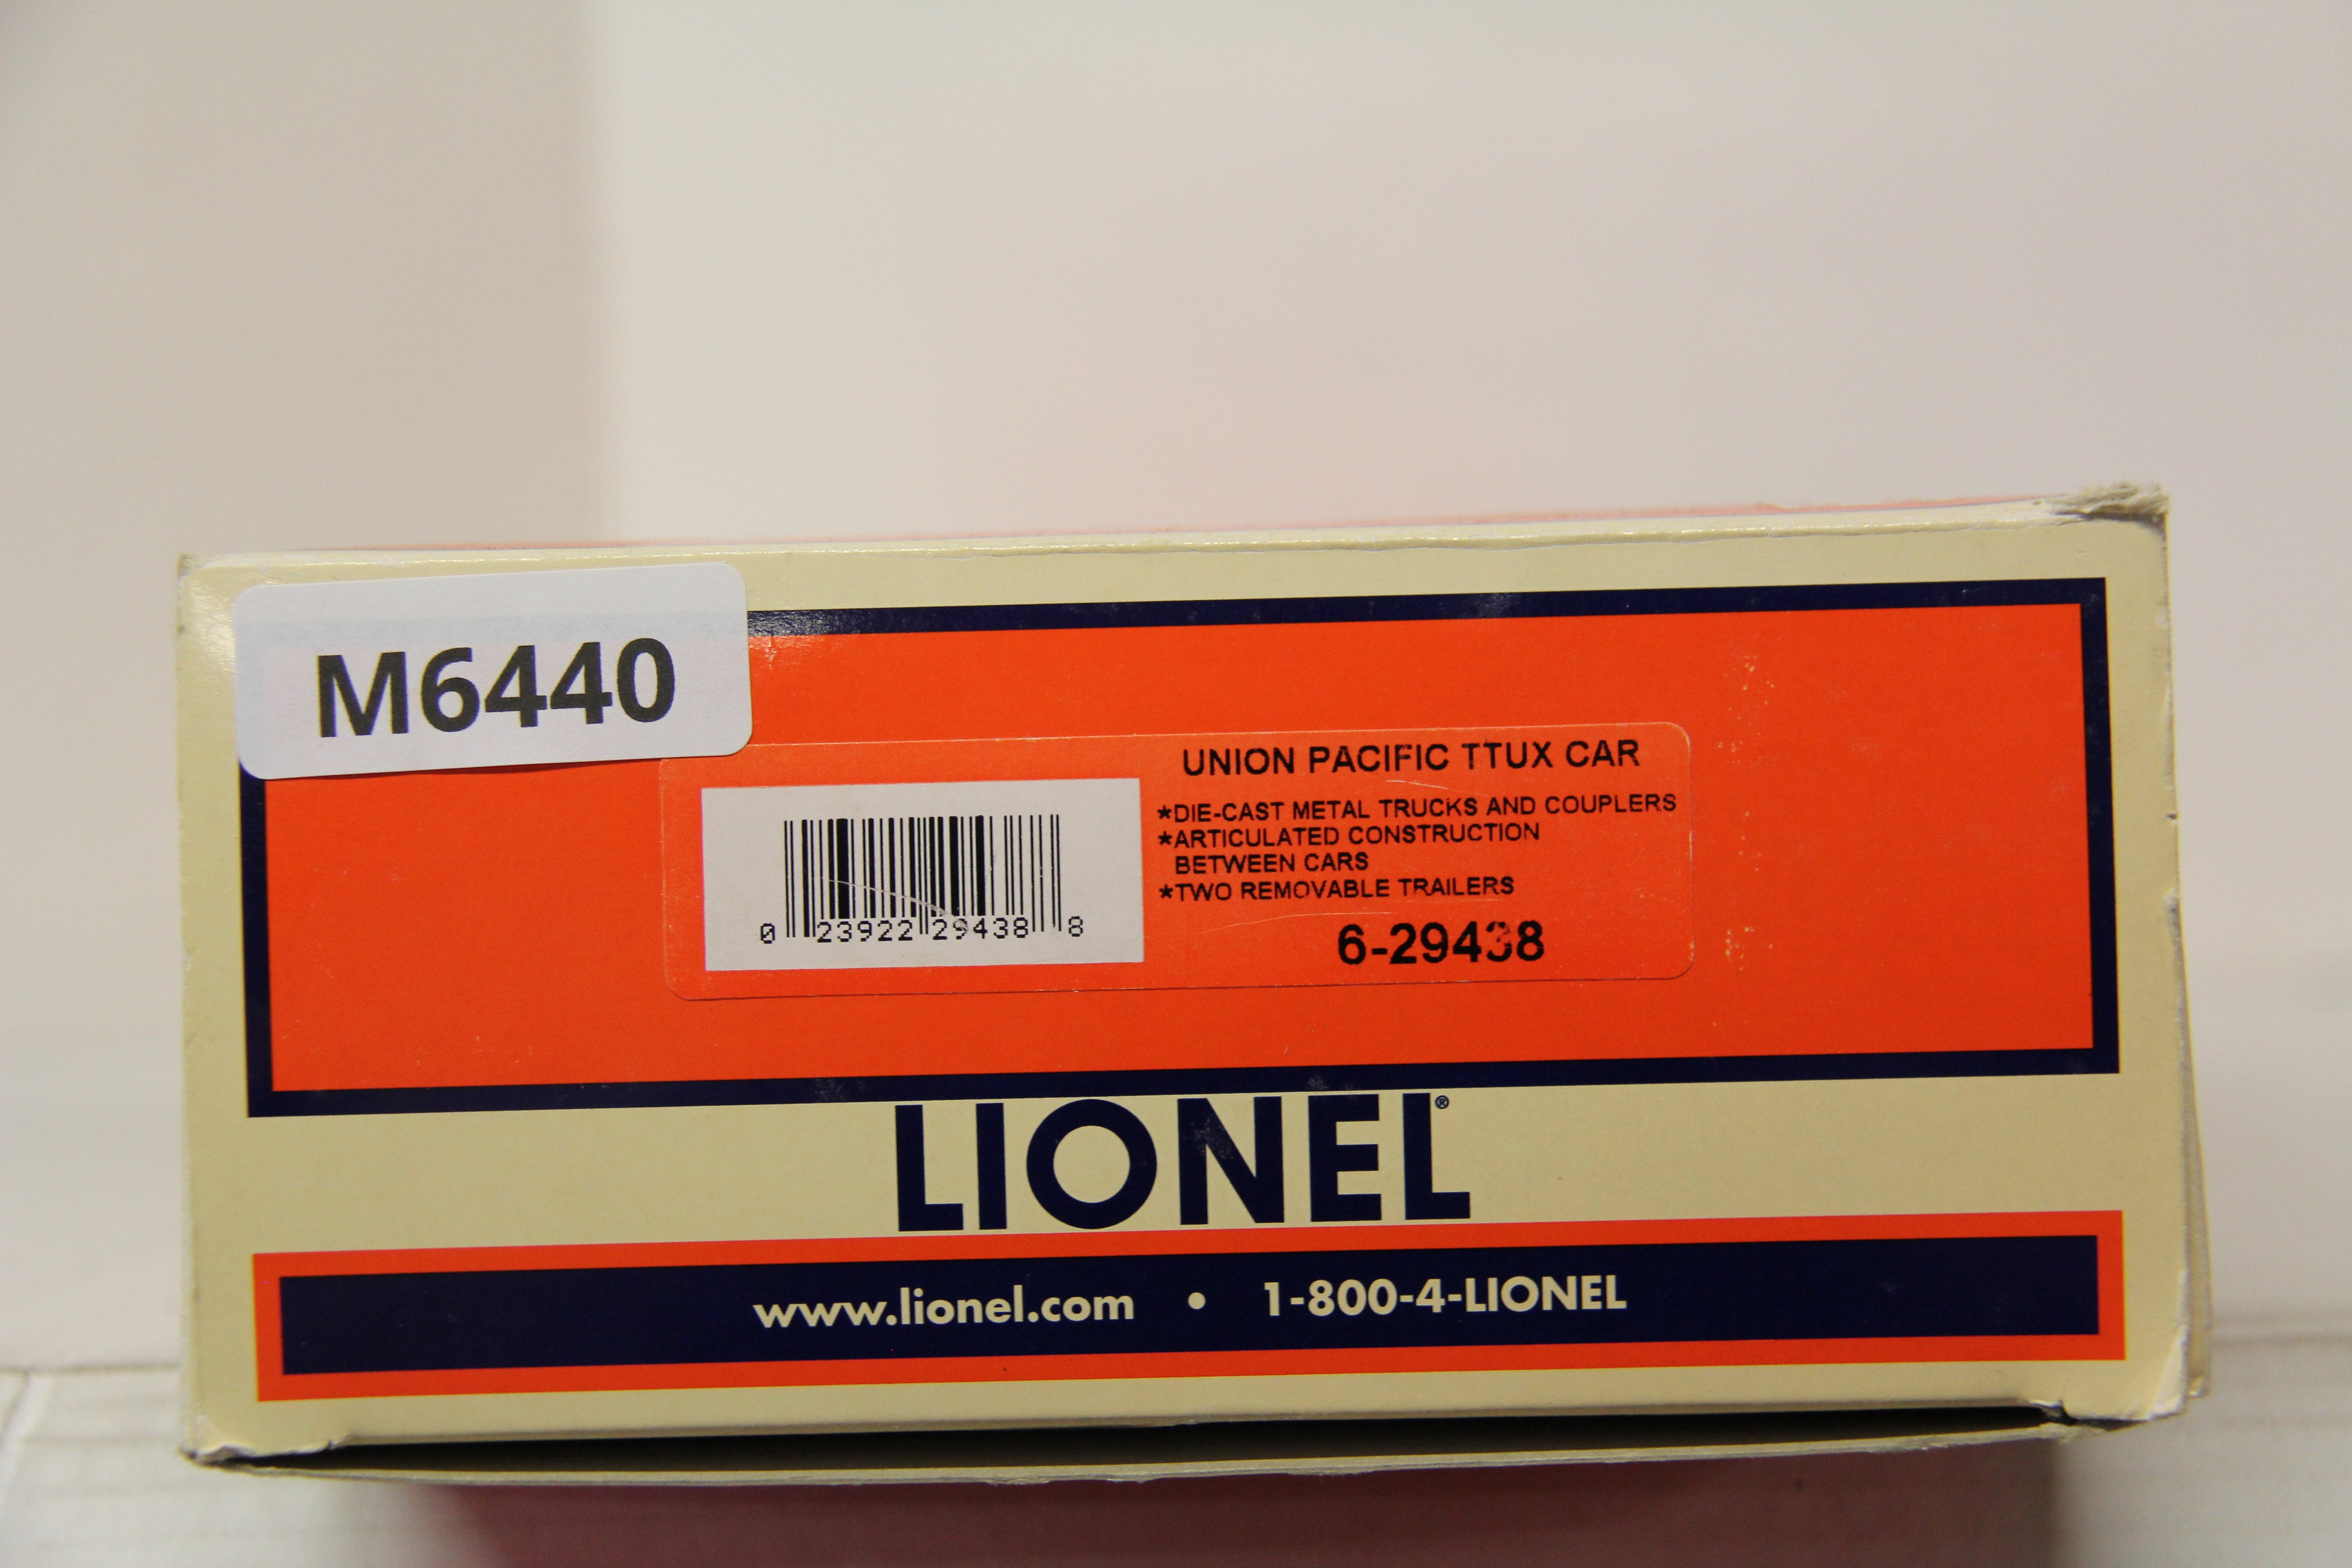 M6440
UNION PACIFIC TTUX CAR
*DIE-CAST METAL TRUCKS AND COUPLERS
*ARTICULATED CONSTRUCTION
BETWEEN CARS
*TWO REMOVABLE TRAILERS
6-29438
0 23922 29438 8
LIONEL®
www.lionel.com • 1-800-4-LIONEL